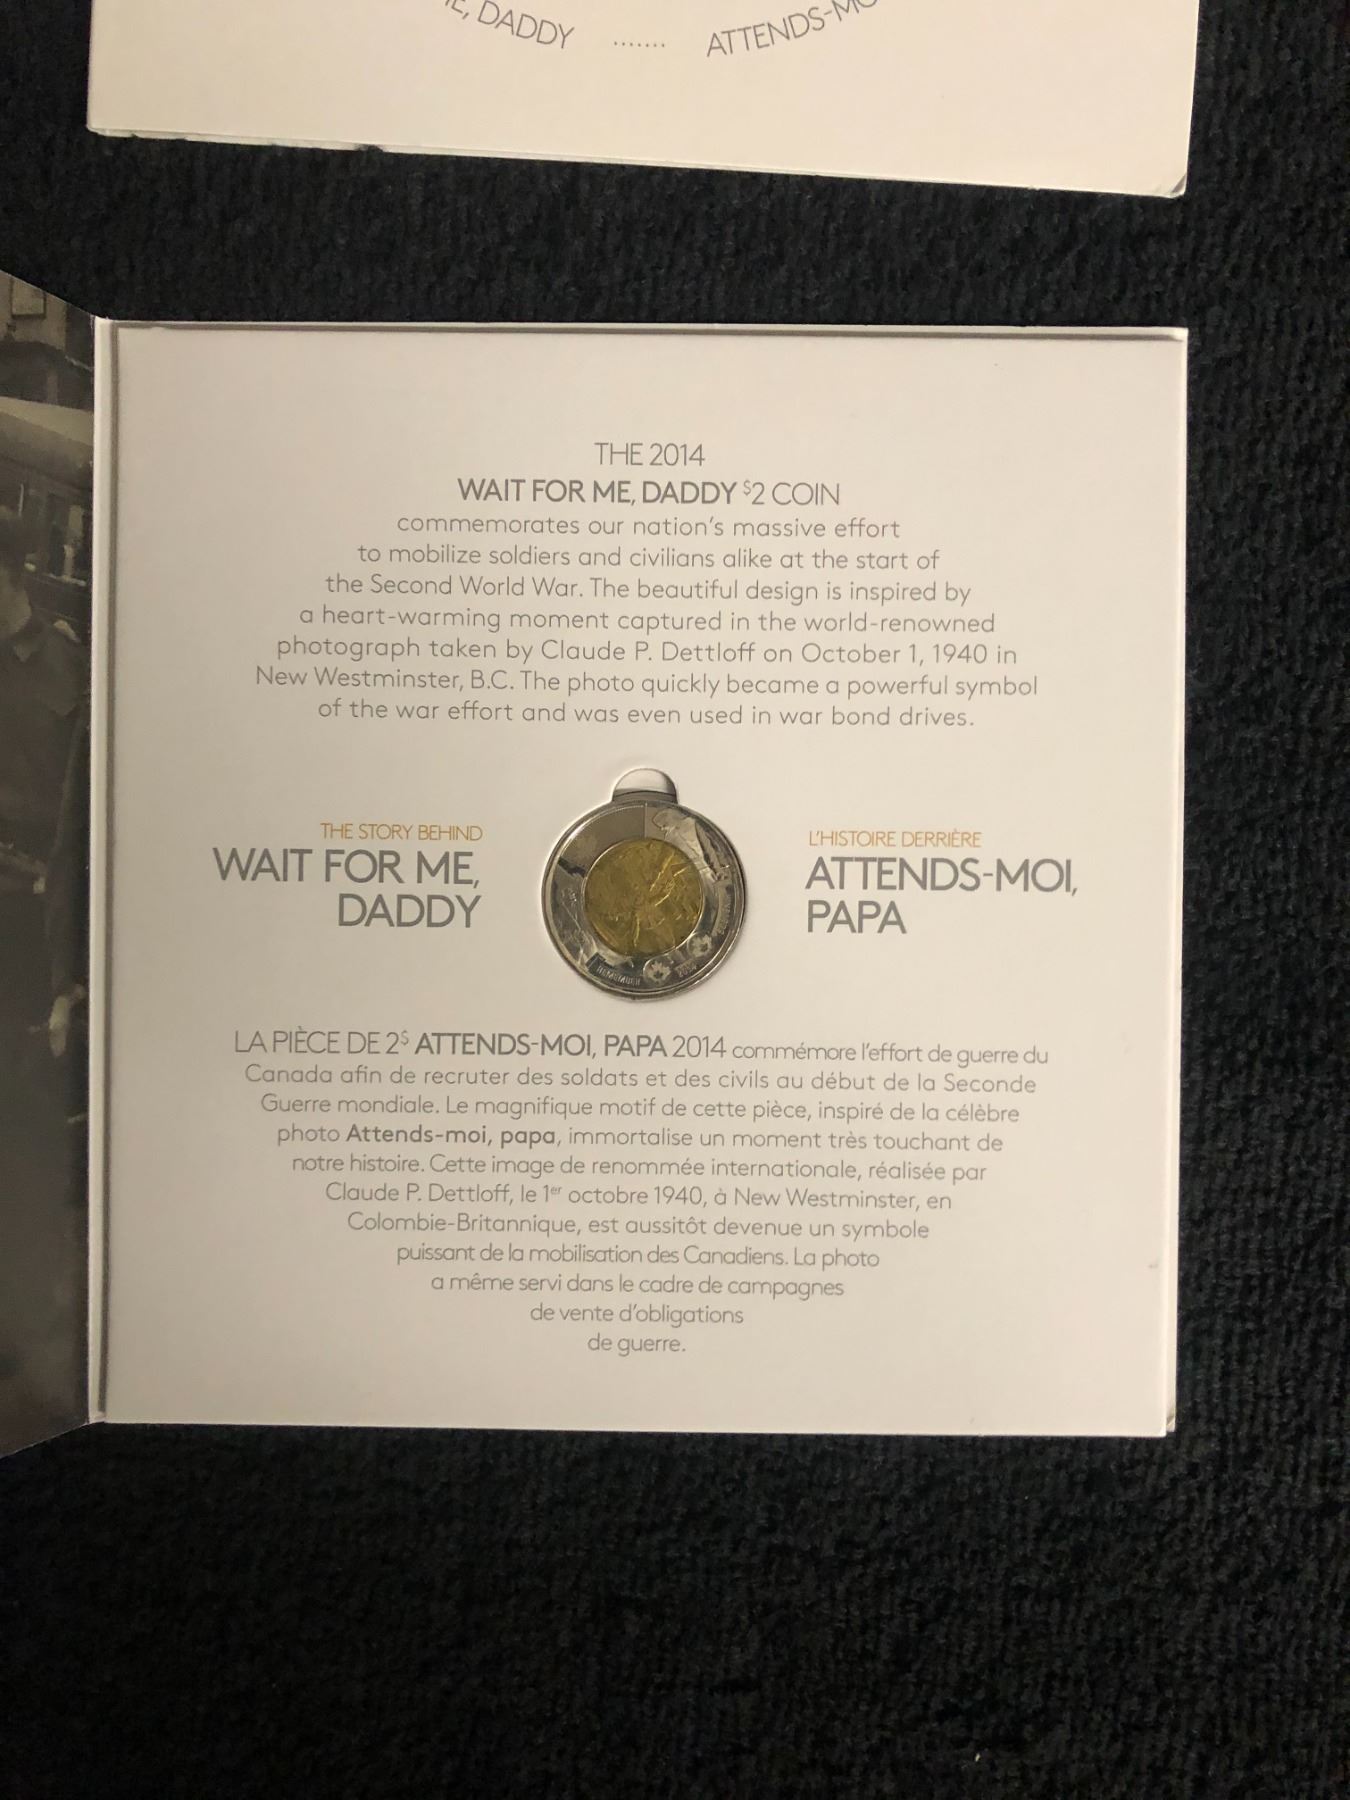 DADDY ....... ATTENDS-
THE 2014
WAIT FOR ME, DADDY $2 COIN
commemorates our nation's massive effort
to mobilize soldiers and civilians alike at the start of
the Second World War. The beautiful design is inspired by
a heart-warming moment captured in the world-renowned
photograph taken by Claude P. Dettloff on October 1, 1940 in
New Westminster, B.C. The photo quickly became a powerful symbol
of the war effort and was even used in war bond drives.
THE STORY BEHIND
WAIT FOR ME,
DADDY
REMEMBER
2014
L'HISTOIRE DERRIÈRE
ATTENDS-MOI,
PAPA
LA PIÈCE DE 2$ ATTENDS-MOI, PAPA 2014 commémore l'effort de guerre du
Canada afin de recruter des soldats et des civils au début de la Seconde
Guerre mondiale. Le magnifique motif de cette pièce, inspiré de la célèbre
photo Attends-moi, papa, immortalise un moment très touchant de
notre histoire. Cette image de renommée internationale, réalisée par
Claude P. Dettloff, le 1er octobre 1940, à New Westminster, en
Colombie-Britannique, est aussitôt devenue un symbole
puissant de la mobilisation des Canadiens. La photo
a même servi dans le cadre de campagnes
de vente d'obligations
de guerre.